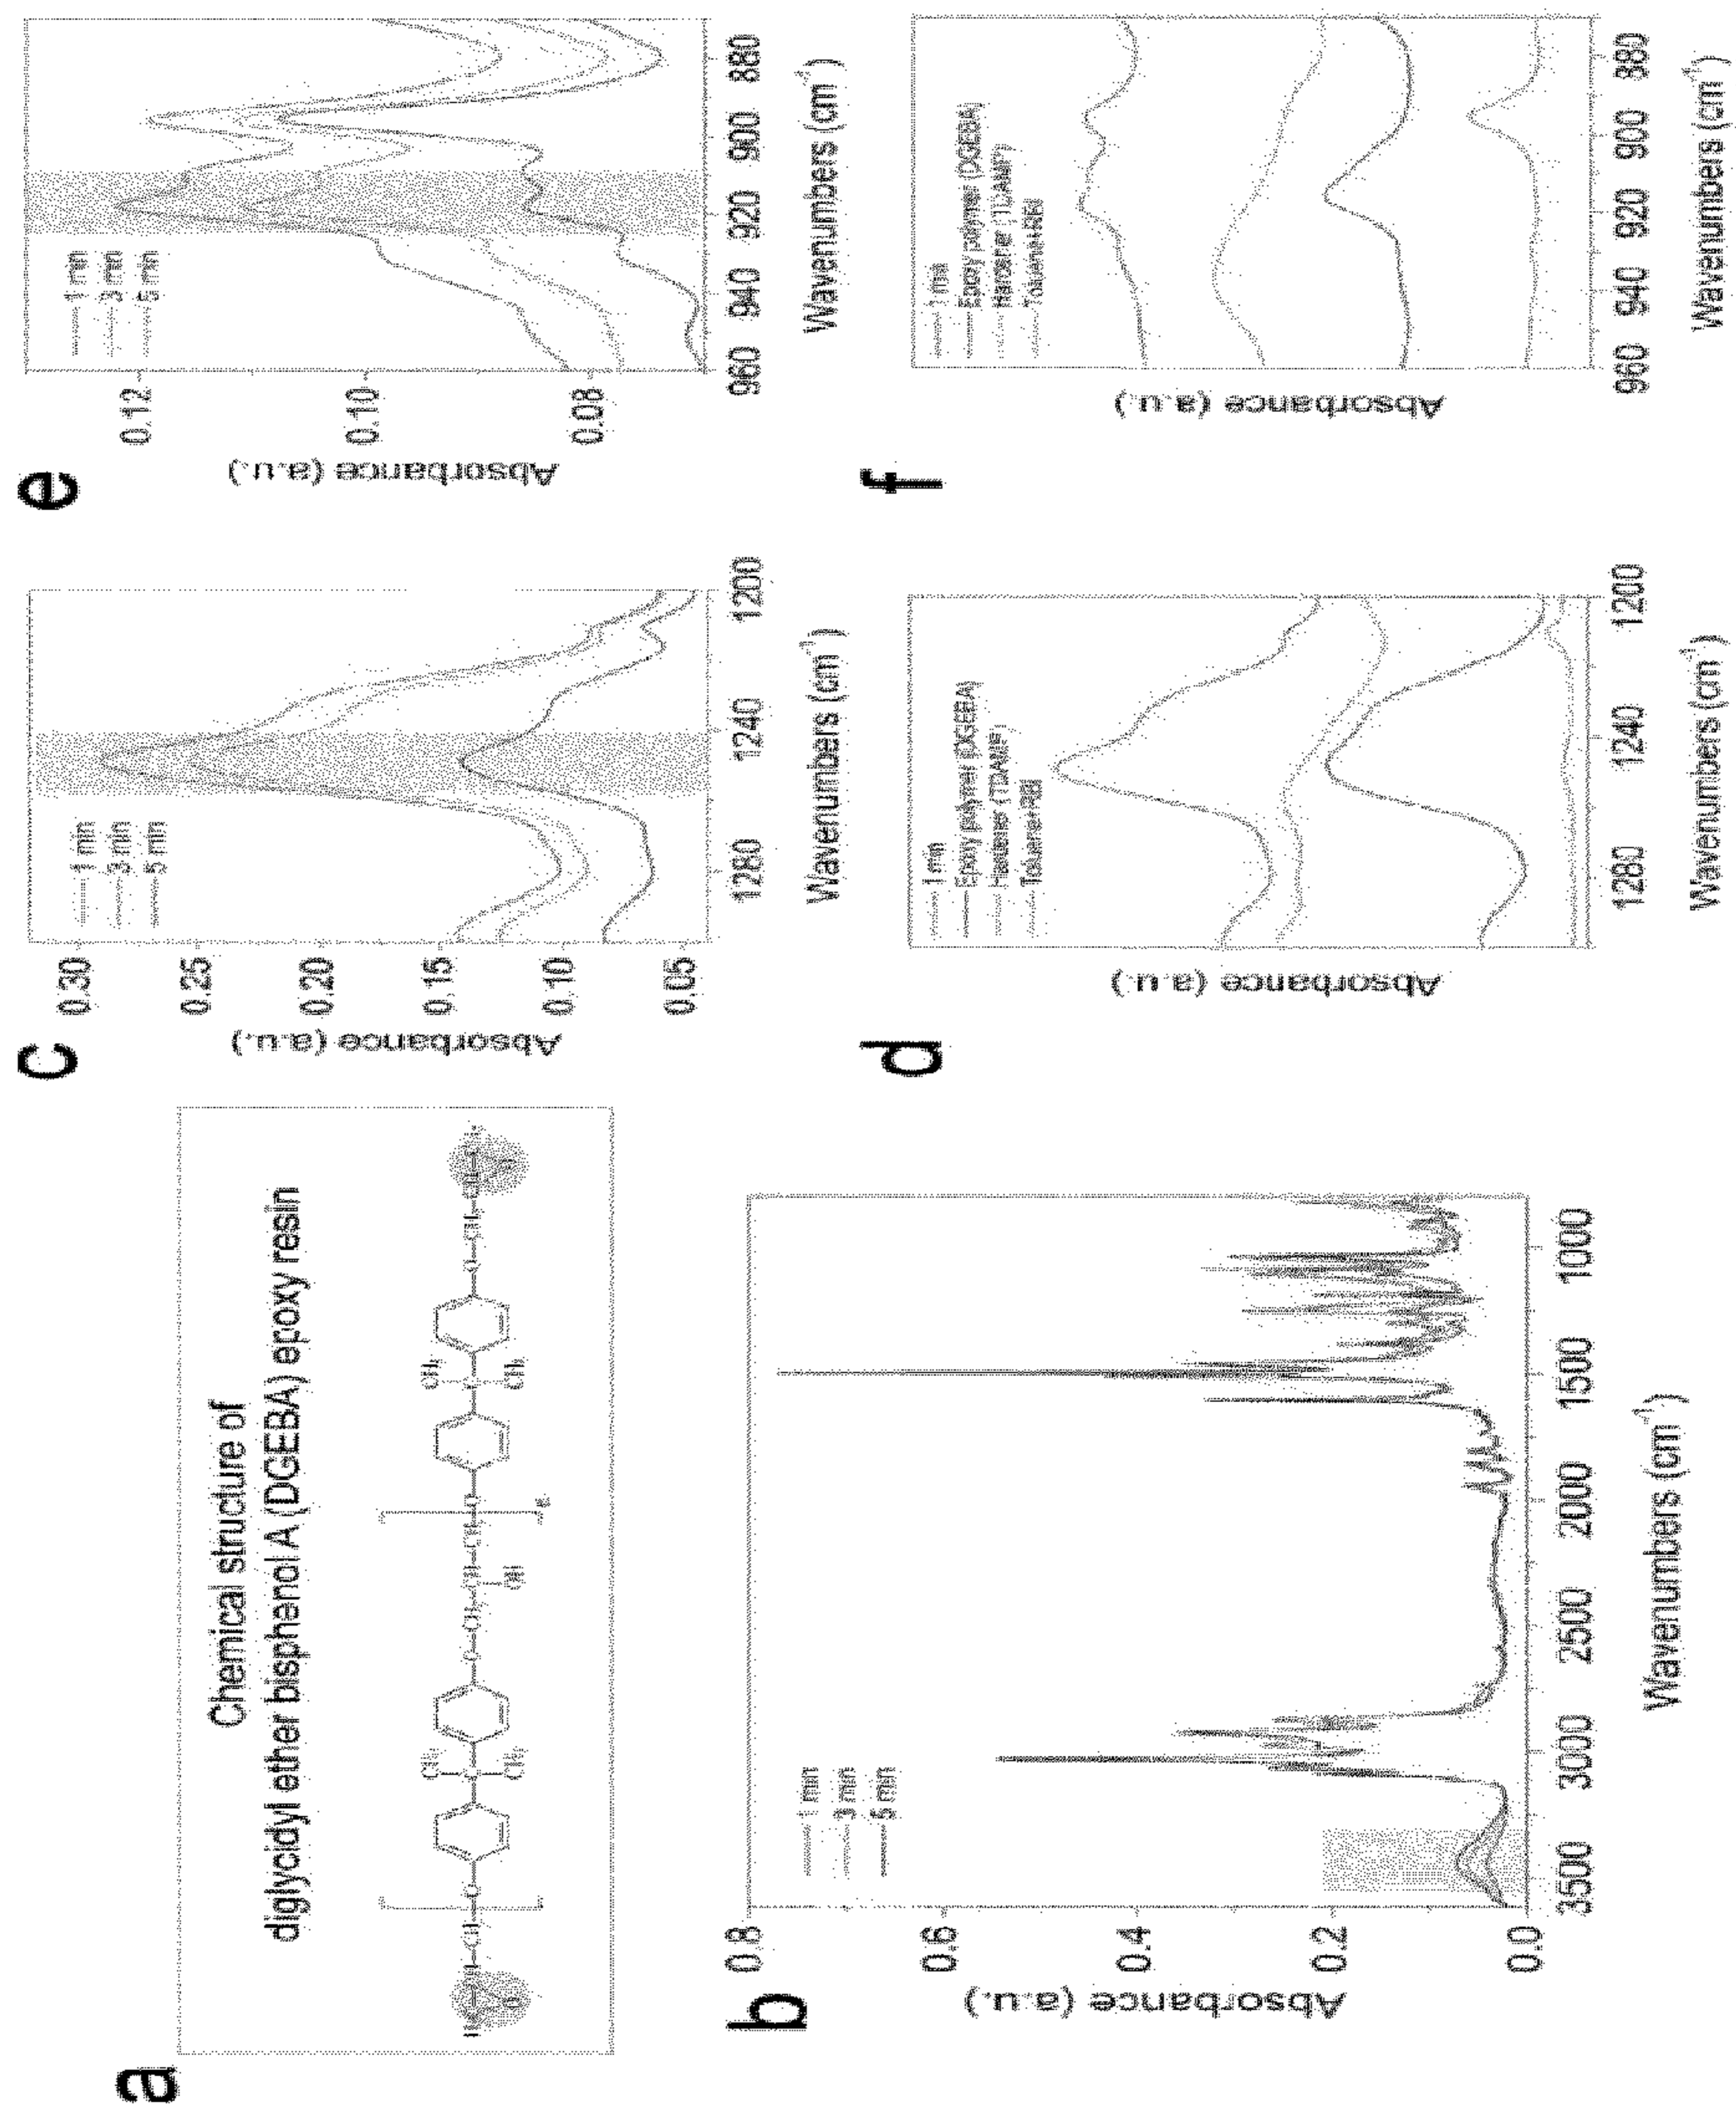 a
Chemical structure of
diglycidyl ether bisphenol A (DGEBA) epoxy resin
CH₃
CH₃
CH₃
CH₃
OH
b
Absorbance (a.u.)
0.8
0.6
0.4
0.2
0.0
1 min
3 min
5 min
3500
3000
2500
2000
1500
1000
Wavenumbers (cm⁻¹)
c
Absorbance (a.u.)
0.30
0.25
0.20
0.15
0.10
0.05
1 min
3 min
5 min
1280
1240
1200
Wavenumbers (cm⁻¹)
d
Absorbance (a.u.)
1 min
Epoxy polymer (DGEBA)
Hardener (TDAMP)
1280
1240
1200
Wavenumbers (cm⁻¹)
e
Absorbance (a.u.)
0.12
0.10
0.08
1 min
3 min
5 min
960
940
920
900
880
Wavenumbers (cm⁻¹)
f
Absorbance (a.u.)
1 min
Epoxy polymer (DGEBA)
960
940
920
900
880
Wavenumbers (cm⁻¹)